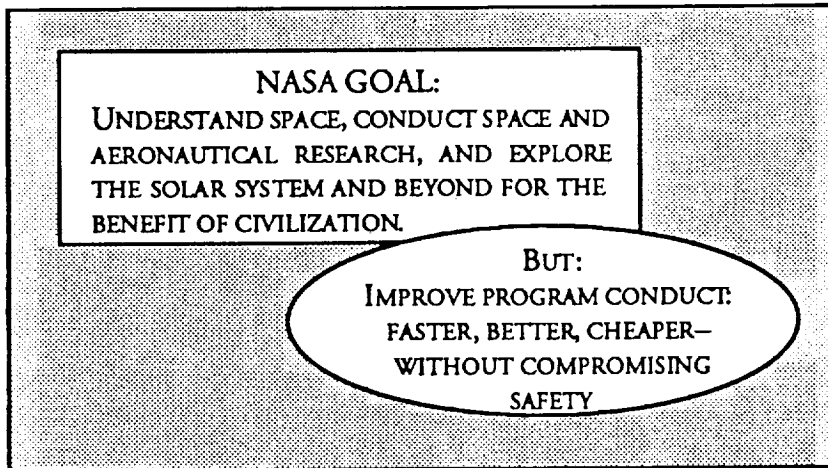 NASA GOAL:
UNDERSTAND SPACE, CONDUCT SPACE AND
AERONAUTICAL RESEARCH, AND EXPLORE
THE SOLAR SYSTEM AND BEYOND FOR THE
BENEFIT OF CIVILIZATION.
BUT:
IMPROVE PROGRAM CONDUCT:
FASTER, BETTER, CHEAPER—
WITHOUT COMPROMISING
SAFETY